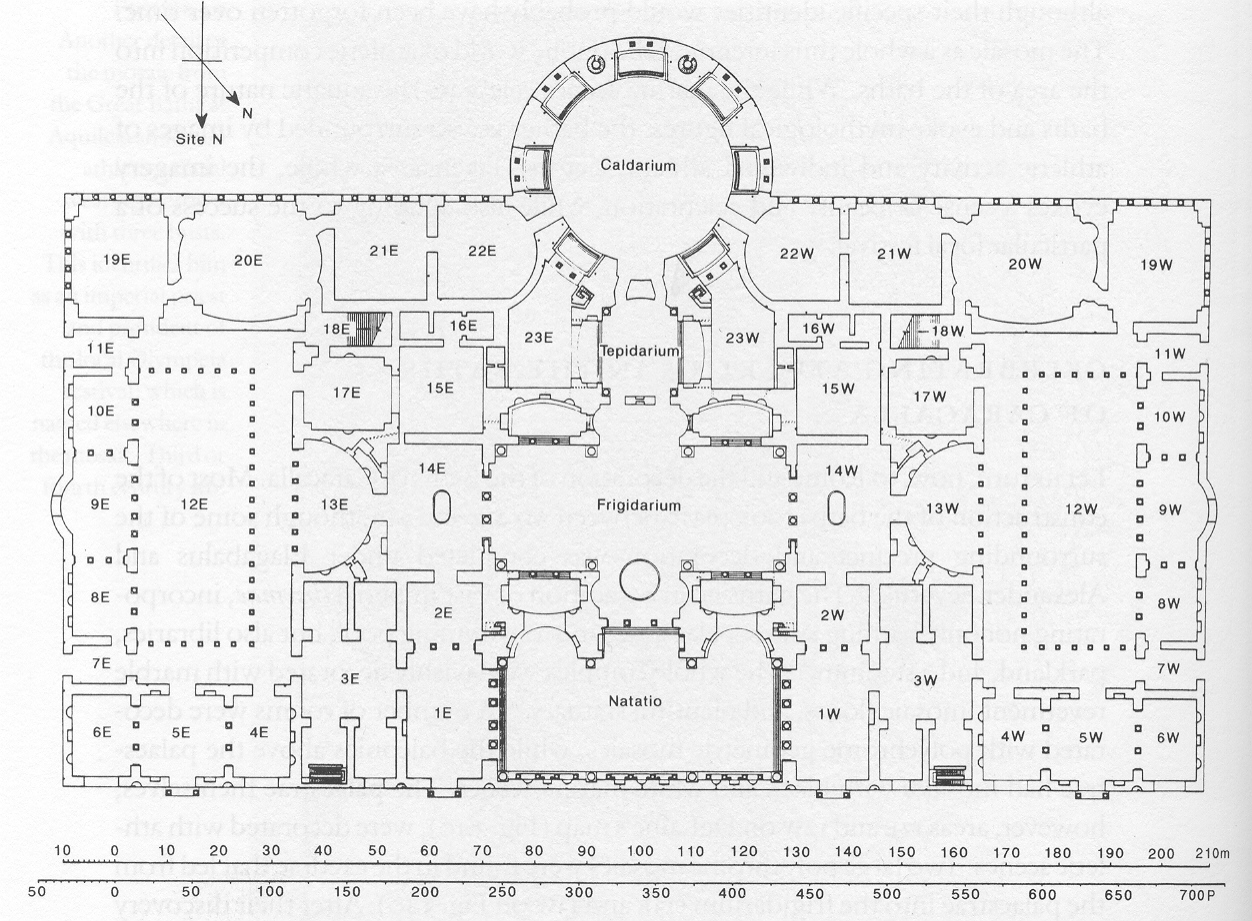 N
Site N
Caldarium
19E 20E 21E 22E 22W 21W 20W 19W
18E 16E 16W 18W
23E Tepidarium 23W
11E 11W
17E 15E 15W 17W
10E 10W
14E 14W
9E 12E 13E Frigidarium 13W 12W 9W
8E 2E 2W 8W
7E 7W
3E 3W
Natatio
6E 5E 4E 1E 1W 4W 5W 6W
10 0 10 20 30 40 50 60 70 80 90 100 110 120 130 140 150 160 170 180 190 200 210m
50 0 50 100 150 200 250 300 350 400 450 500 550 600 650 700P